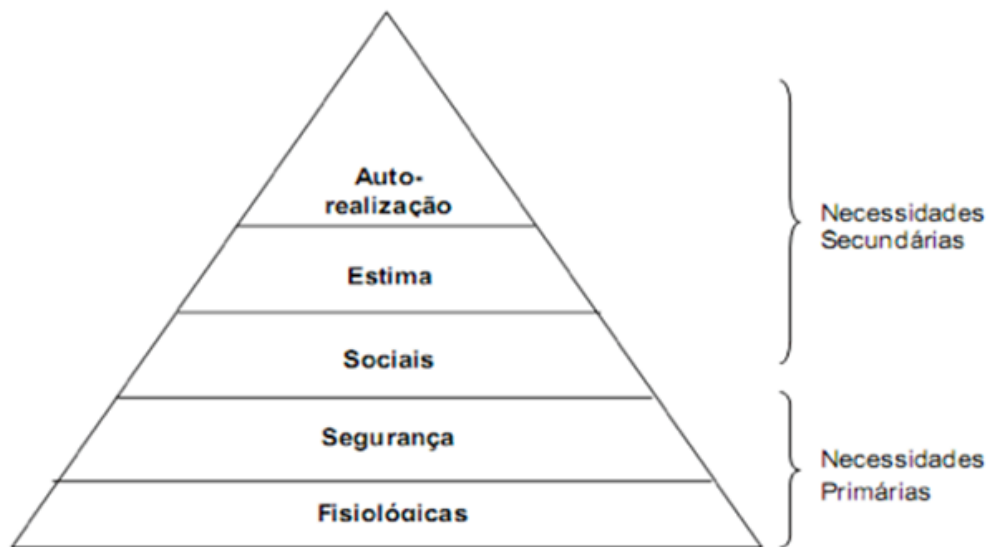 Auto-
realização
Estima
Sociais
Segurança
Fisiológicas
Necessidades
Secundárias
Necessidades
Primárias